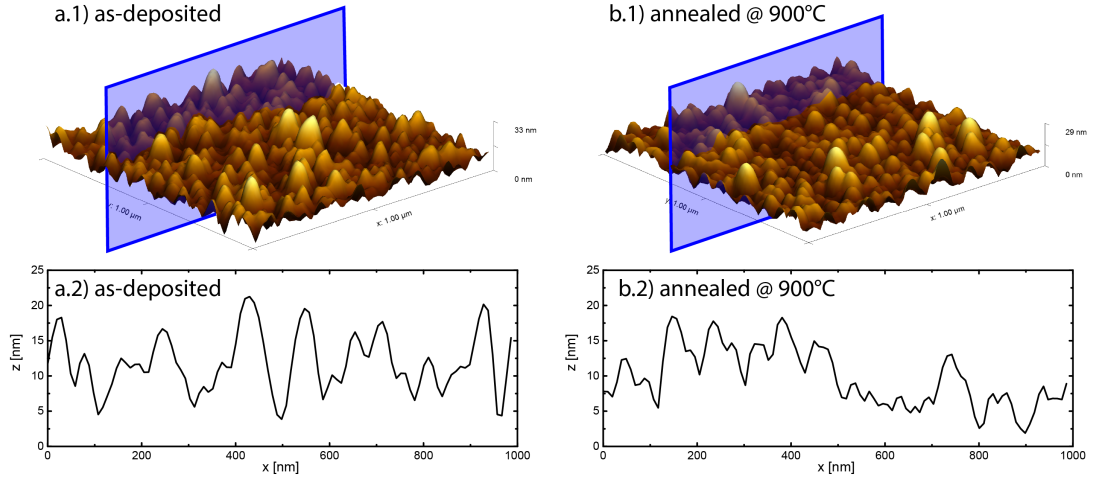 a.1) as-deposited
b.1) annealed @ 900°C
33 nm
0 nm
y: 1.00 µm
x: 1.00 µm
29 nm
0 nm
y: 1.00 µm
x: 1.00 µm
a.2) as-deposited
25
20
15
10
5
0
z [nm]
0 200 400 600 800 1000
x [nm]
b.2) annealed @ 900°C
25
20
15
10
5
0
z [nm]
0 200 400 600 800 1000
x [nm]